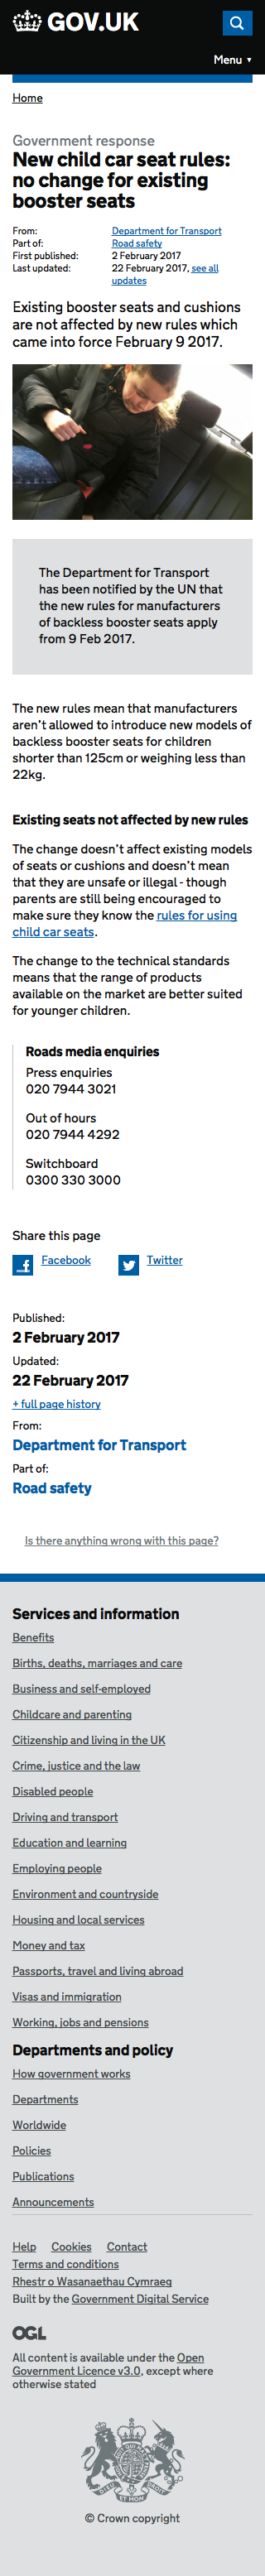 GOV.UK
Menu ▼
Home
Government response
New child car seat rules:
no change for existing
booster seats
From: Department for Transport
Part of: Road safety
First published: 2 February 2017
Last updated: 22 February 2017, see all
updates
Existing booster seats and cushions
are not affected by new rules which
came into force February 9 2017.
The Department for Transport
has been notified by the UN that
the new rules for manufacturers
of backless booster seats apply
from 9 Feb 2017.
The new rules mean that manufacturers
aren’t allowed to introduce new models of
backless booster seats for children
shorter than 125cm or weighing less than
22kg.
Existing seats not affected by new rules
The change doesn’t affect existing models
of seats or cushions and doesn’t mean
that they are unsafe or illegal - though
parents are still being encouraged to
make sure they know the rules for using
child car seats.
The change to the technical standards
means that the range of products
available on the market are better suited
for younger children.
Roads media enquiries
Press enquiries
020 7944 3021
Out of hours
020 7944 4292
Switchboard
0300 330 3000
Share this page
Facebook Twitter
Published:
2 February 2017
Updated:
22 February 2017
+ full page history
From:
Department for Transport
Part of:
Road safety
Is there anything wrong with this page?
Services and information
Benefits
Births, deaths, marriages and care
Business and self-employed
Childcare and parenting
Citizenship and living in the UK
Crime, justice and the law
Disabled people
Driving and transport
Education and learning
Employing people
Environment and countryside
Housing and local services
Money and tax
Passports, travel and living abroad
Visas and immigration
Working, jobs and pensions
Departments and policy
How government works
Departments
Worldwide
Policies
Publications
Announcements
Help Cookies Contact
Terms and conditions
Rhestr o Wasanaethau Cymraeg
Built by the Government Digital Service
OGL
All content is available under the Open
Government Licence v3.0, except where
otherwise stated
DIEU ET MON DROIT
© Crown copyright